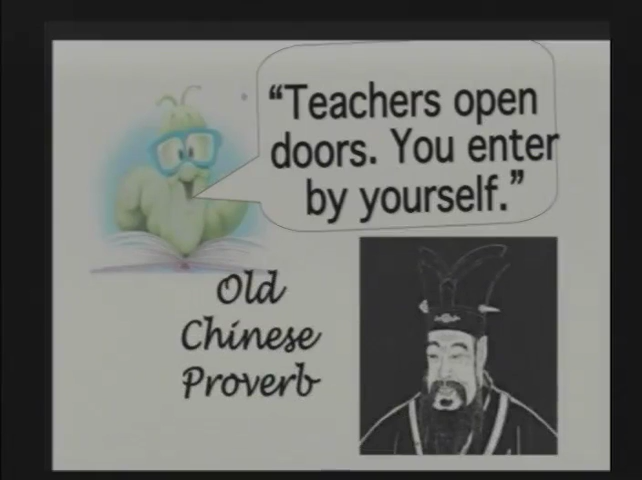 “Teachers open
doors. You enter
by yourself.”
Old
Chinese
Proverb